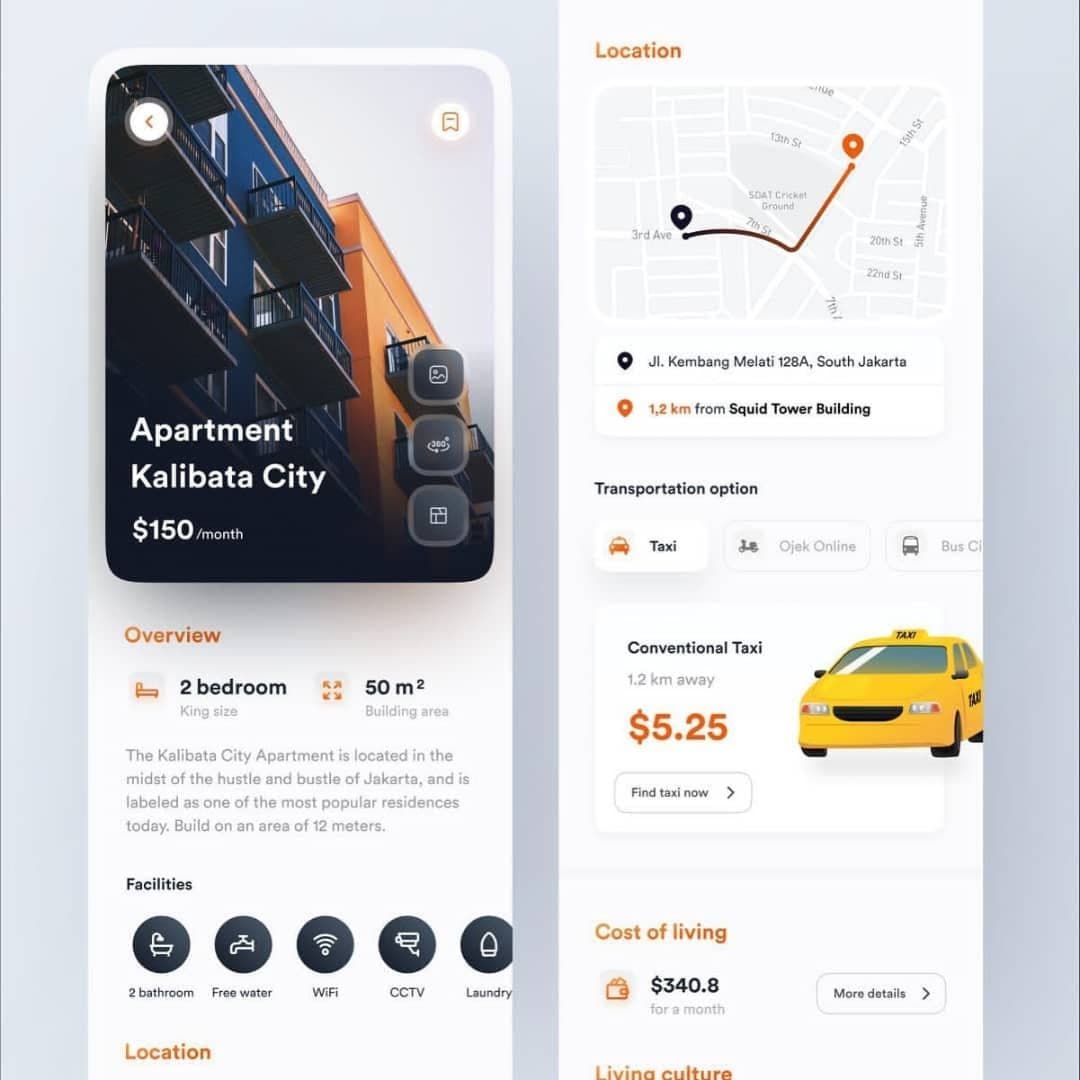 Apartment
Kalibata City
$150/month
360°
Overview
2 bedroom
King size
50 m²
Building area
The Kalibata City Apartment is located in the
midst of the hustle and bustle of Jakarta, and is
labeled as one of the most popular residences
today. Build on an area of 12 meters.
Facilities
2 bathroom
Free water
WiFi
CCTV
Laundry
Location
Location
13th St
15th St
SDAT Cricket
Ground
3rd Ave
7th St
5th Avenue
20th St
22nd St
Jl. Kembang Melati 128A, South Jakarta
1,2 km from Squid Tower Building
Transportation option
Taxi
Ojek Online
Bus Ci
Conventional Taxi
1.2 km away
$5.25
Find taxi now
TAXI
TAXI
Cost of living
$340.8
for a month
More details
Living culture